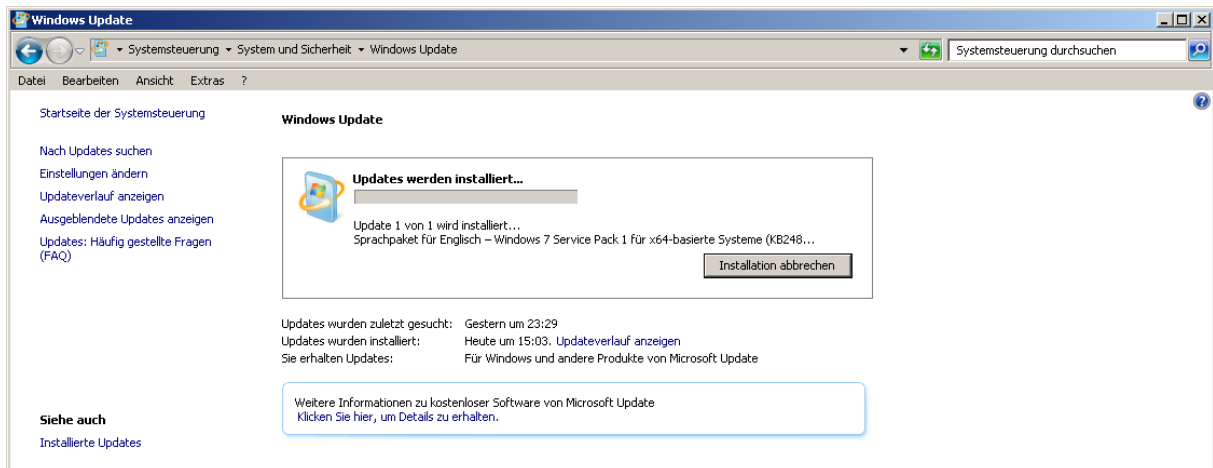 Windows Update
Systemsteuerung System und Sicherheit Windows Update
Systemsteuerung durchsuchen
Datei Bearbeiten Ansicht Extras ?
Startseite der Systemsteuerung
Nach Updates suchen
Einstellungen ändern
Updateverlauf anzeigen
Ausgeblendete Updates anzeigen
Updates: Häufig gestellte Fragen
(FAQ)
Siehe auch
Installierte Updates
Windows Update
Updates werden installiert...
Update 1 von 1 wird installiert...
Sprachpaket für Englisch – Windows 7 Service Pack 1 für x64-basierte Systeme (KB248...
Installation abbrechen
Updates wurden zuletzt gesucht: Gestern um 23:29
Updates wurden installiert: Heute um 15:03. Updateverlauf anzeigen
Sie erhalten Updates: Für Windows und andere Produkte von Microsoft Update
Weitere Informationen zu kostenloser Software von Microsoft Update
Klicken Sie hier, um Details zu erhalten.